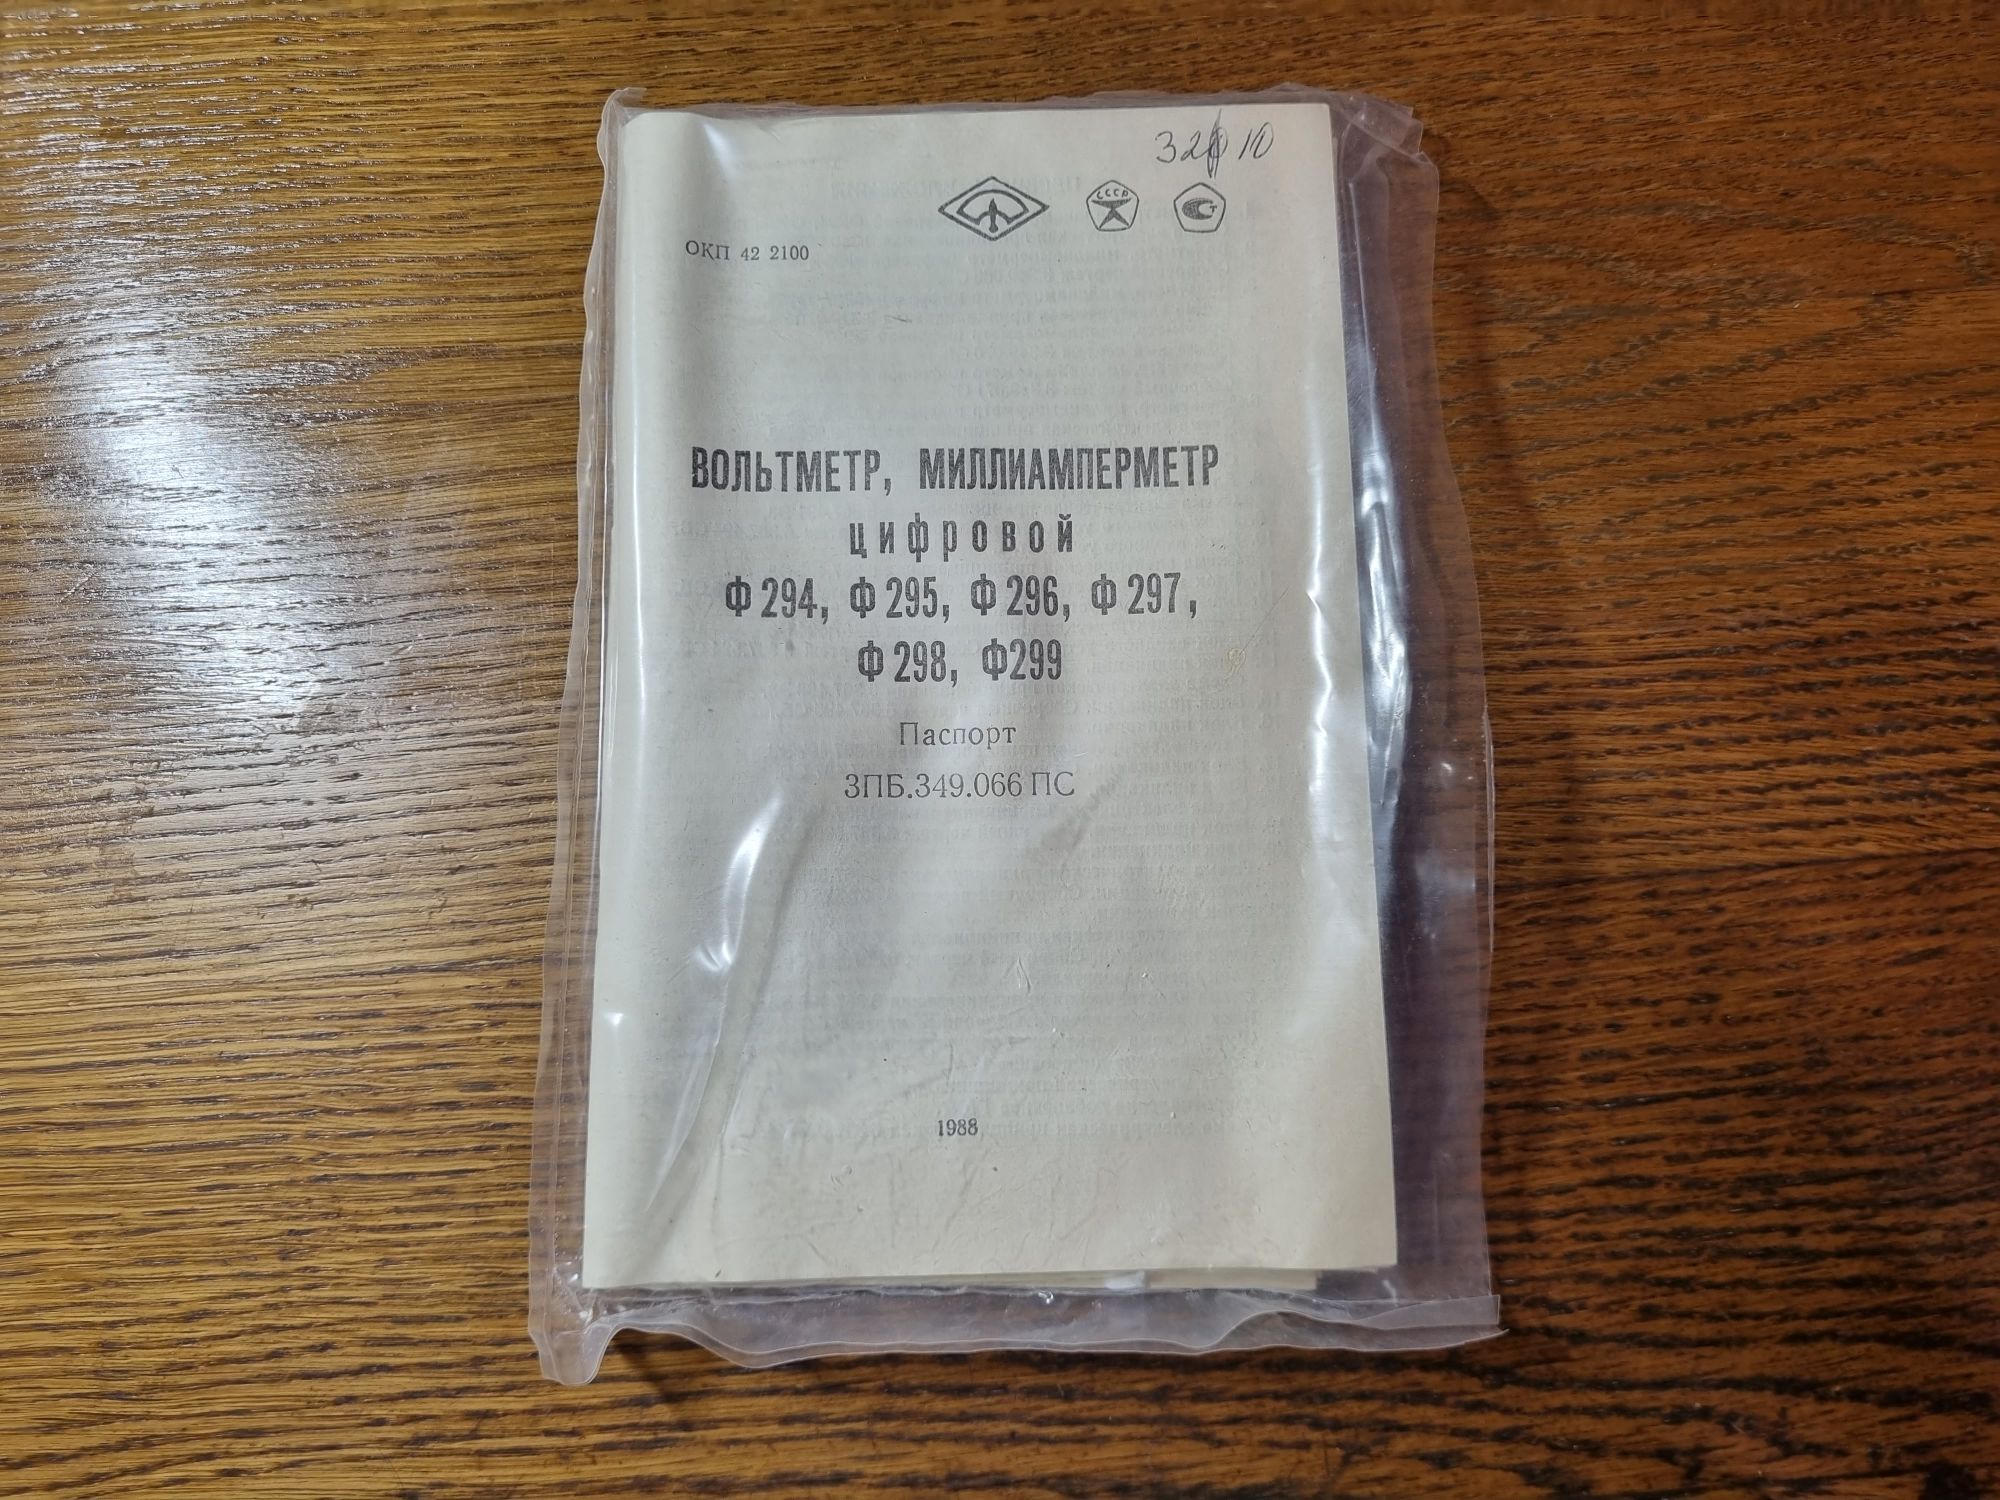 10
СССР
ОКП 42 2100
ВОЛЬТМЕТР, МИЛЛИАМПЕРМЕТР
цифровой
Ф 294, Ф 295, Ф 296, Ф 297,
Ф 298, Ф299
Паспорт
3ПБ.349.066 ПС
1988